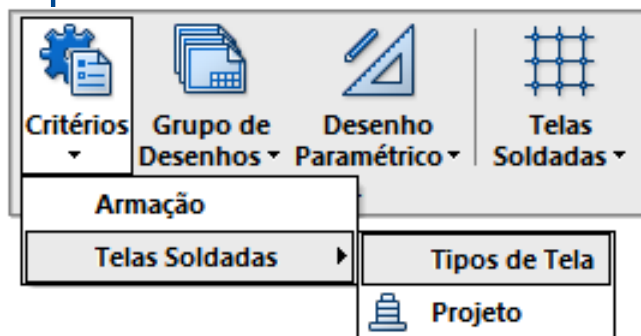 Critérios
Grupo de
Desenhos
Desenho
Paramétrico
Telas
Soldadas
Armação
Telas Soldadas
Tipos de Tela
Projeto